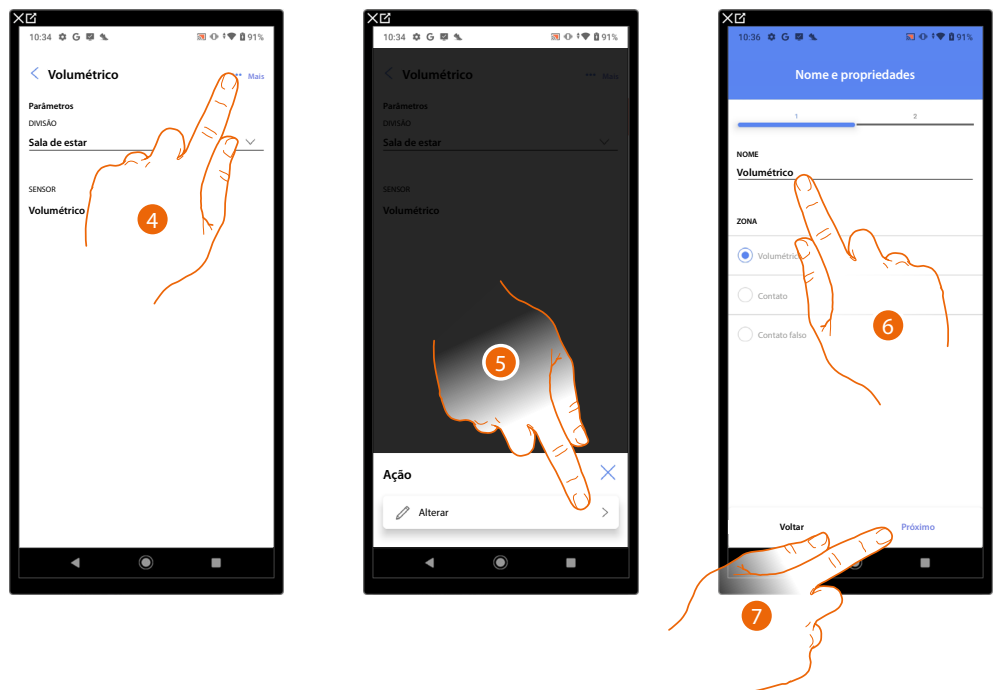 10:34 G 91%
Volumétrico
Mais
Parâmetros
DIVISÃO
Sala de estar
SENSOR
Volumétrico
4
10:34 G 91%
Volumétrico
Mais
Parâmetros
DIVISÃO
Sala de estar
SENSOR
Volumétrico
5
Ação
Alterar
10:36 G 91%
Nome e propriedades
1 2
NOME
Volumétrico
ZONA
Volumétrico
Contato
Contato falso
6
Voltar Próximo
7